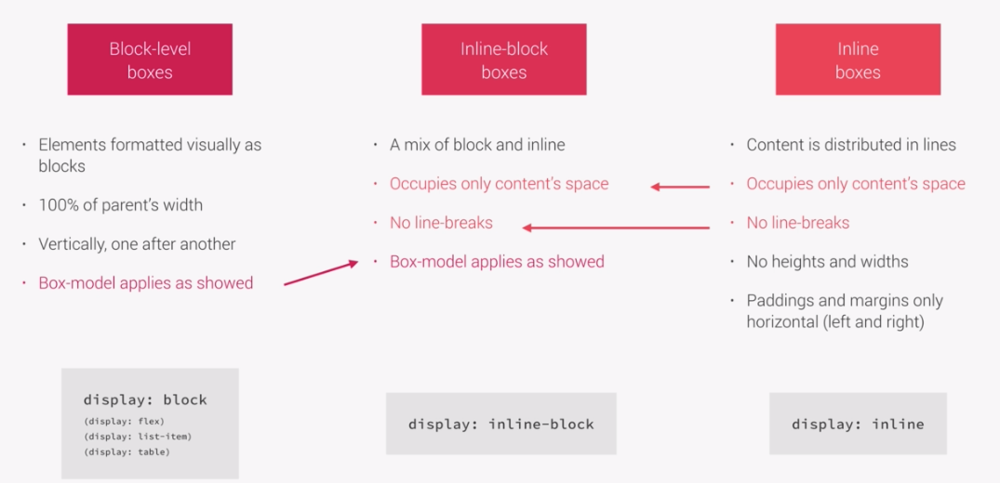 Block-level
boxes
Elements formatted visually as
blocks
100% of parent's width
Vertically, one after another
Box-model applies as showed
display: block
(display: flex)
(display: list-item)
(display: table)
Inline-block
boxes
A mix of block and inline
Occupies only content's space
No line-breaks
Box-model applies as showed
display: inline-block
Inline
boxes
Content is distributed in lines
Occupies only content's space
No line-breaks
No heights and widths
Paddings and margins only
horizontal (left and right)
display: inline